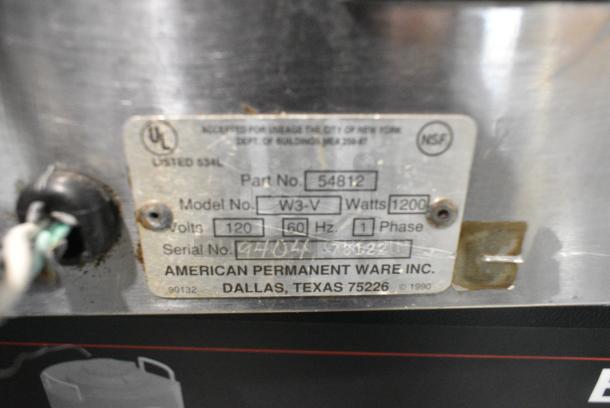 UL
ACCEPTED FOR USEAGE THE CITY OF NEW YORK
DEPT. OF BUILDINGS MEA
NSF
LISTED 534L
Part No. 54812
Model No. W3-V Watts 1200
Volts 120 60 Hz. 1 Phase
Serial No. 9404
AMERICAN PERMANENT WARE INC.
90132 DALLAS, TEXAS 75226 © 1990